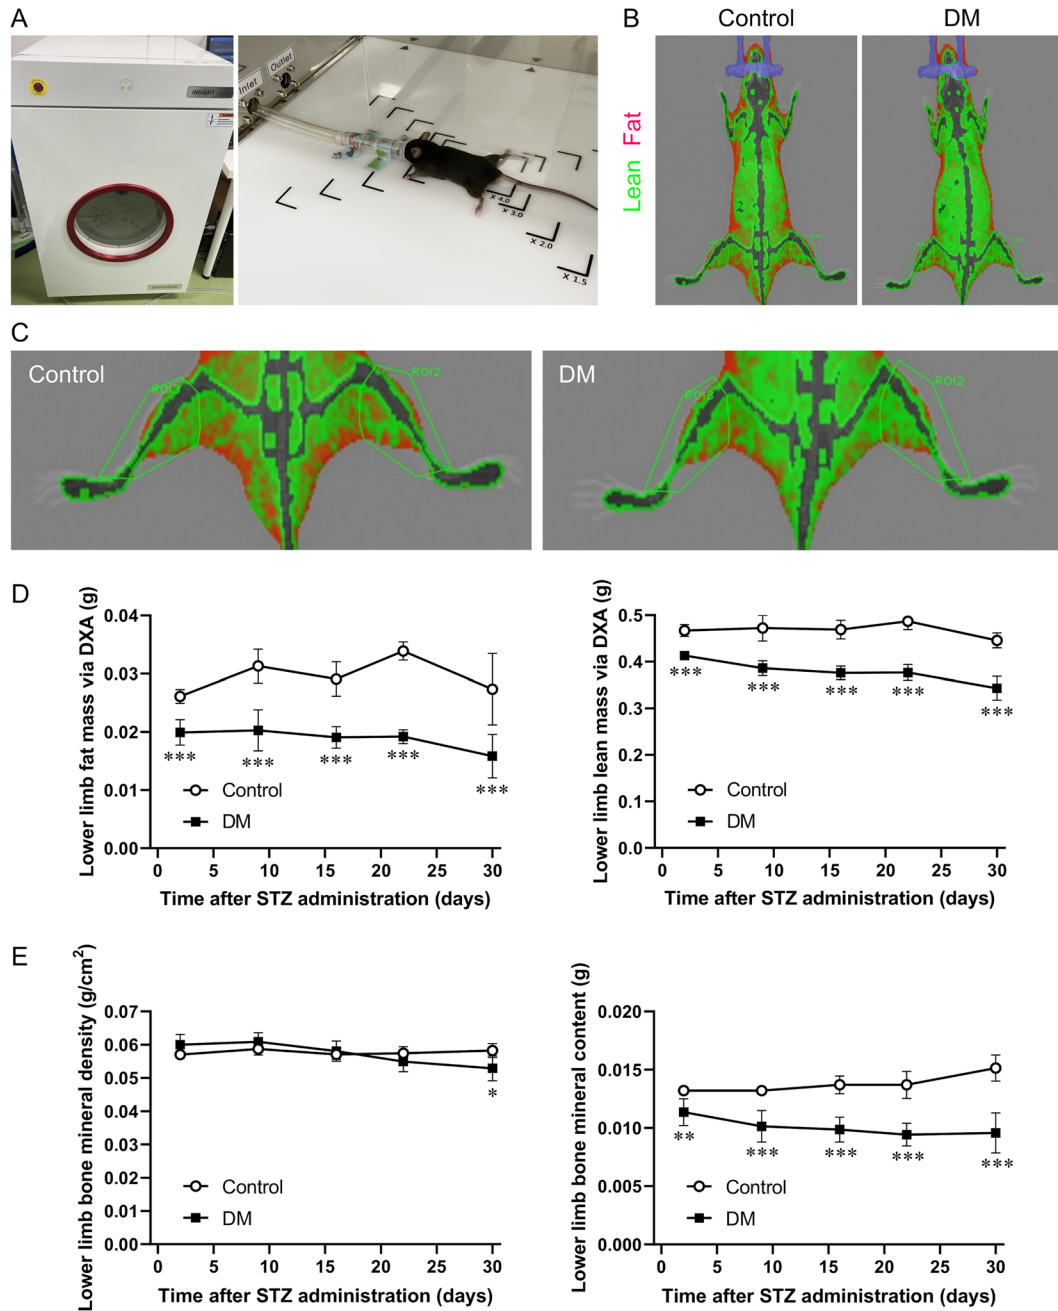 A
B
Control
DM
iNSiGHT
Inlet
Outlet
X 4.0
X 3.0
X 2.0
X 1.5
Lean Fat
C
Control
ROI3
ROI2
DM
ROI3
ROI2
D
Lower limb fat mass via DXA (g)
0.04
0.03
0.02
0.01
0.00
***
***
***
***
***
Control
DM
0
5
10
15
20
25
30
Time after STZ administration (days)
Lower limb lean mass via DXA (g)
0.5
0.4
0.3
0.2
0.1
0.0
***
***
***
***
***
Control
DM
0
5
10
15
20
25
30
Time after STZ administration (days)
E
Lower limb bone mineral density (g/cm²)
0.07
0.06
0.05
0.04
0.03
0.02
0.01
0.00
*
Control
DM
0
5
10
15
20
25
30
Time after STZ administration (days)
Lower limb bone mineral content (g)
0.020
0.015
0.010
0.005
0.000
**
***
***
***
***
Control
DM
0
5
10
15
20
25
30
Time after STZ administration (days)